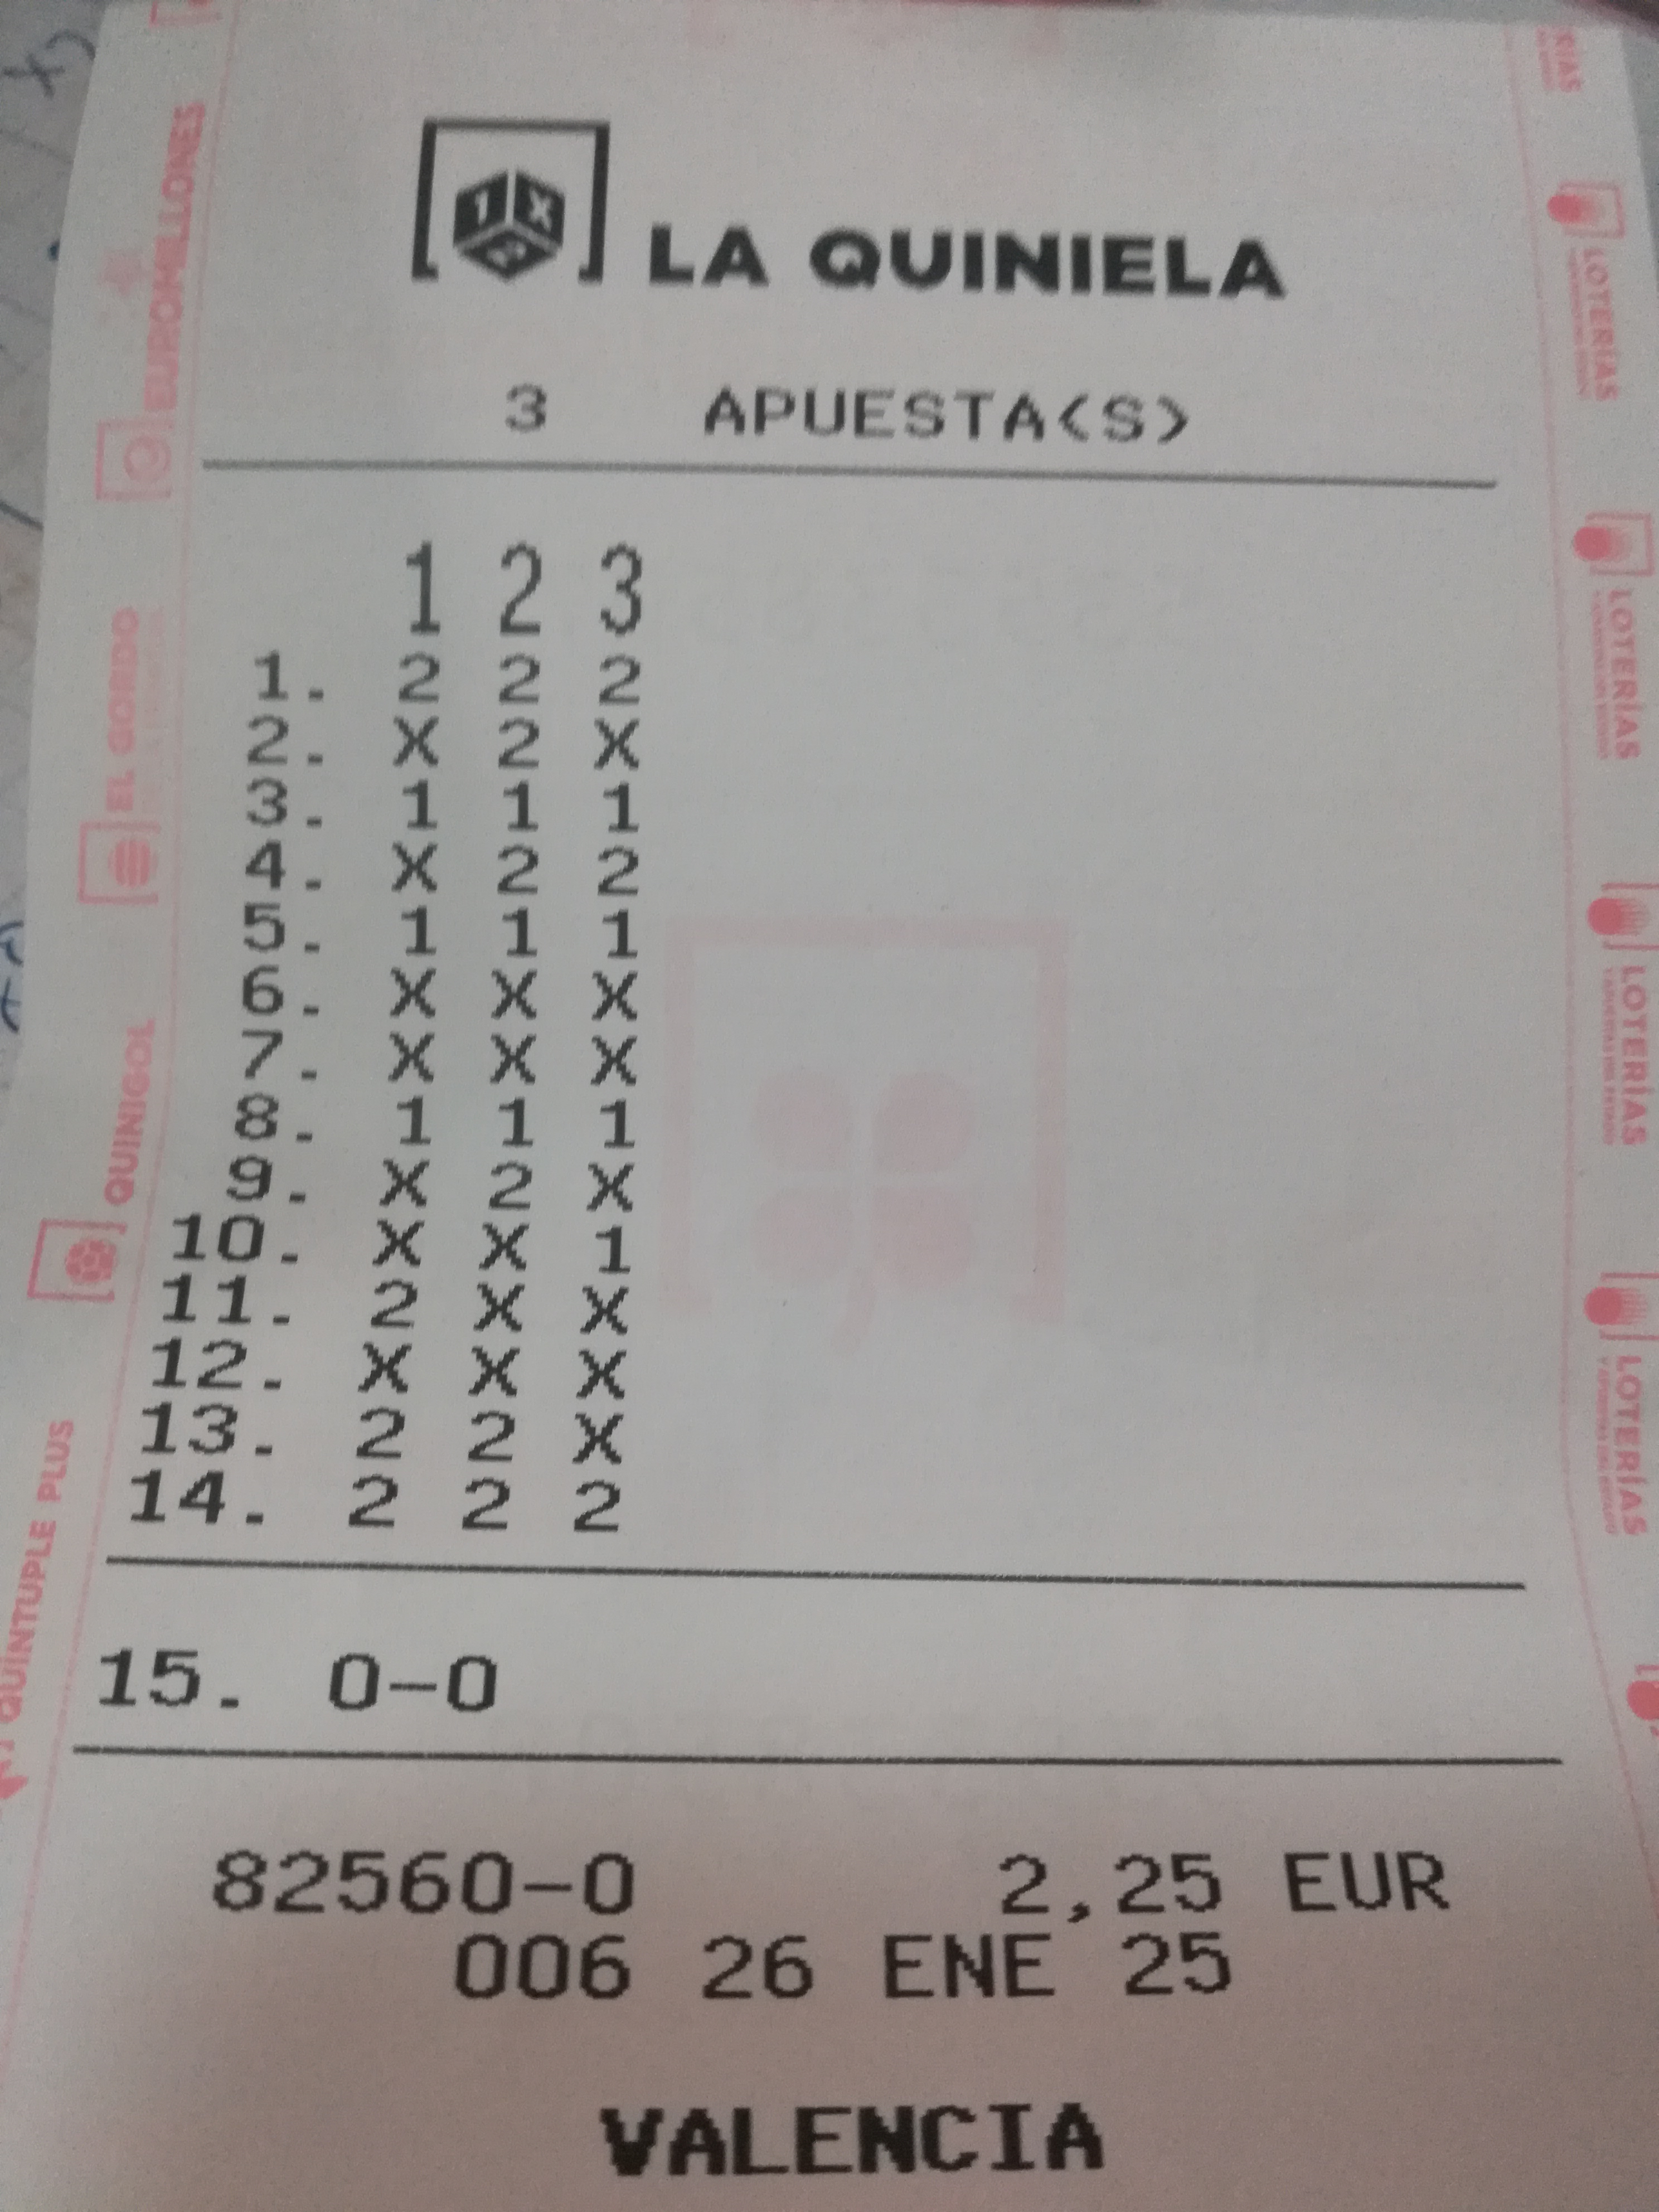 1X2 LA QUINIELA
3 APUESTA(S)
1 2 3
1. 2 2 2
2. X 2 X
3. 1 1 1
4. X 2 2
5. 1 1 1
6. X X X
7. X X X
8. 1 1 1
9. X 2 X
10. X X 1
11. 2 X X
12. X X X
13. 2 2 X
14. 2 2 2
15. 0-0
82560-0 2,25 EUR
006 26 ENE 25
VALENCIA
EUROMILLONES
EL GORDO
QUINIGOL
QUINTUPLE PLUS
LOTERÍAS
LOTERÍAS
LOTERÍAS
LOTERÍAS